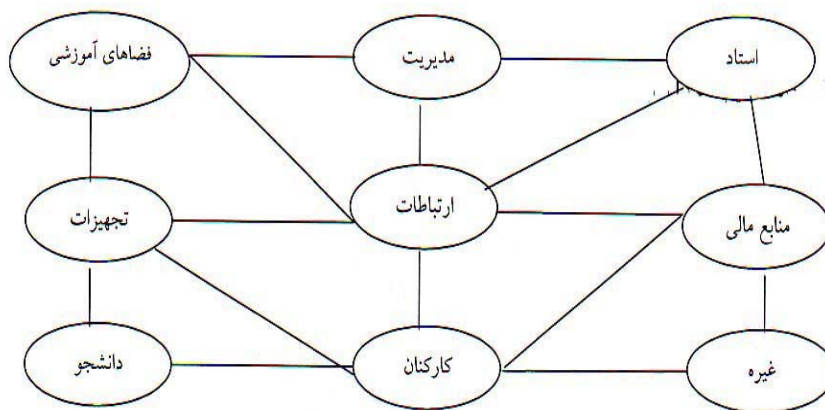 استاد
مدیریت
فضاهای آموزشی
منابع مالی
ارتباطات
تجهیزات
غیره
کارکنان
دانشجو